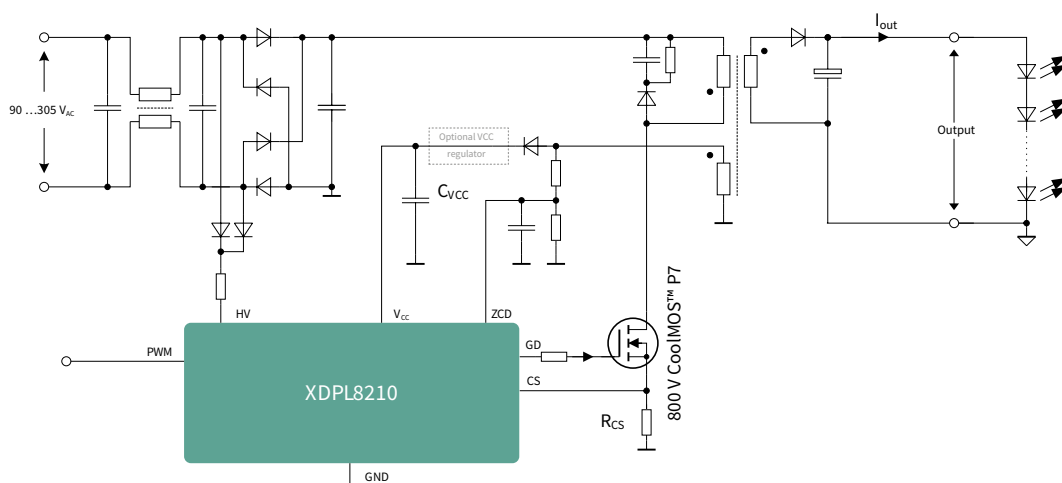 I_out
90 ...305 V_AC
Optional VCC
regulator
Output
C_VCC
800 V CoolMOS™ P7
HV
V_CC
ZCD
PWM
GD
CS
XDPL8210
R_CS
GND